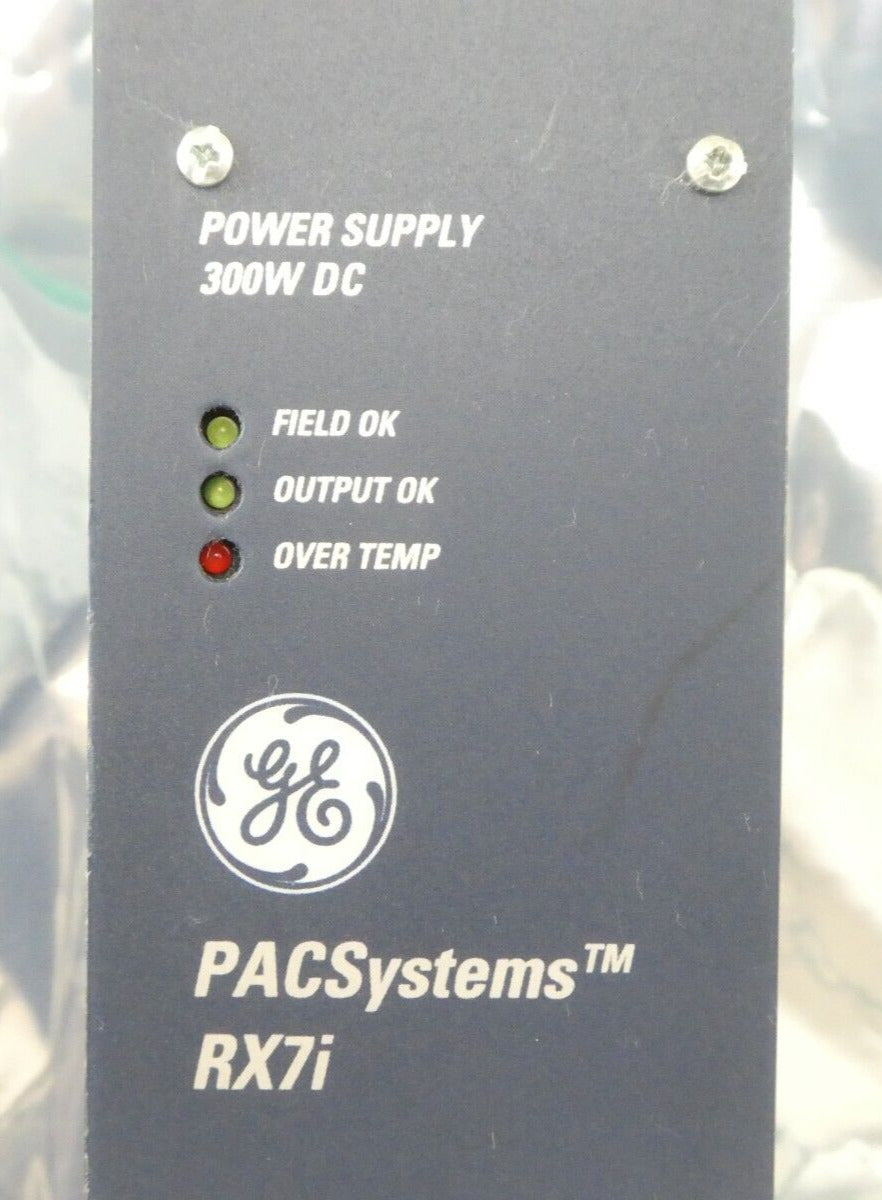 POWER SUPPLY
300W DC
FIELD OK
OUTPUT OK
OVER TEMP
GE
PACSystems™
RX7i